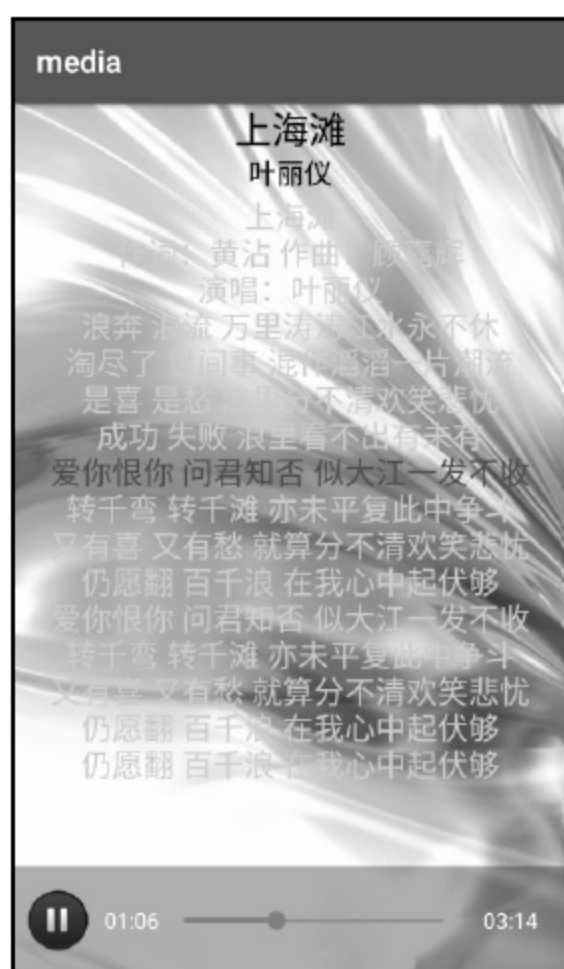 media
上海滩
叶丽仪
上海滩
作词：黄沾 作曲：顾嘉辉
演唱：叶丽仪
浪奔 浪流 万里涛涛江水永不休
淘尽了 世间事 混作滔滔一片潮流
是喜 是愁 浪里分不清欢笑悲忧
成功 失败 浪里看不出有未有
爱你恨你 问君知否 似大江一发不收
转千弯 转千滩 亦未平复此中争斗
又有喜 又有愁 就算分不清欢笑悲忧
仍愿翻 百千浪 在我心中起伏够
爱你恨你 问君知否 似大江一发不收
转千弯 转千滩 亦未平复此中争斗
又有喜 又有愁 就算分不清欢笑悲忧
仍愿翻 百千浪 在我心中起伏够
仍愿翻 百千浪 在我心中起伏够
01:06 03:14